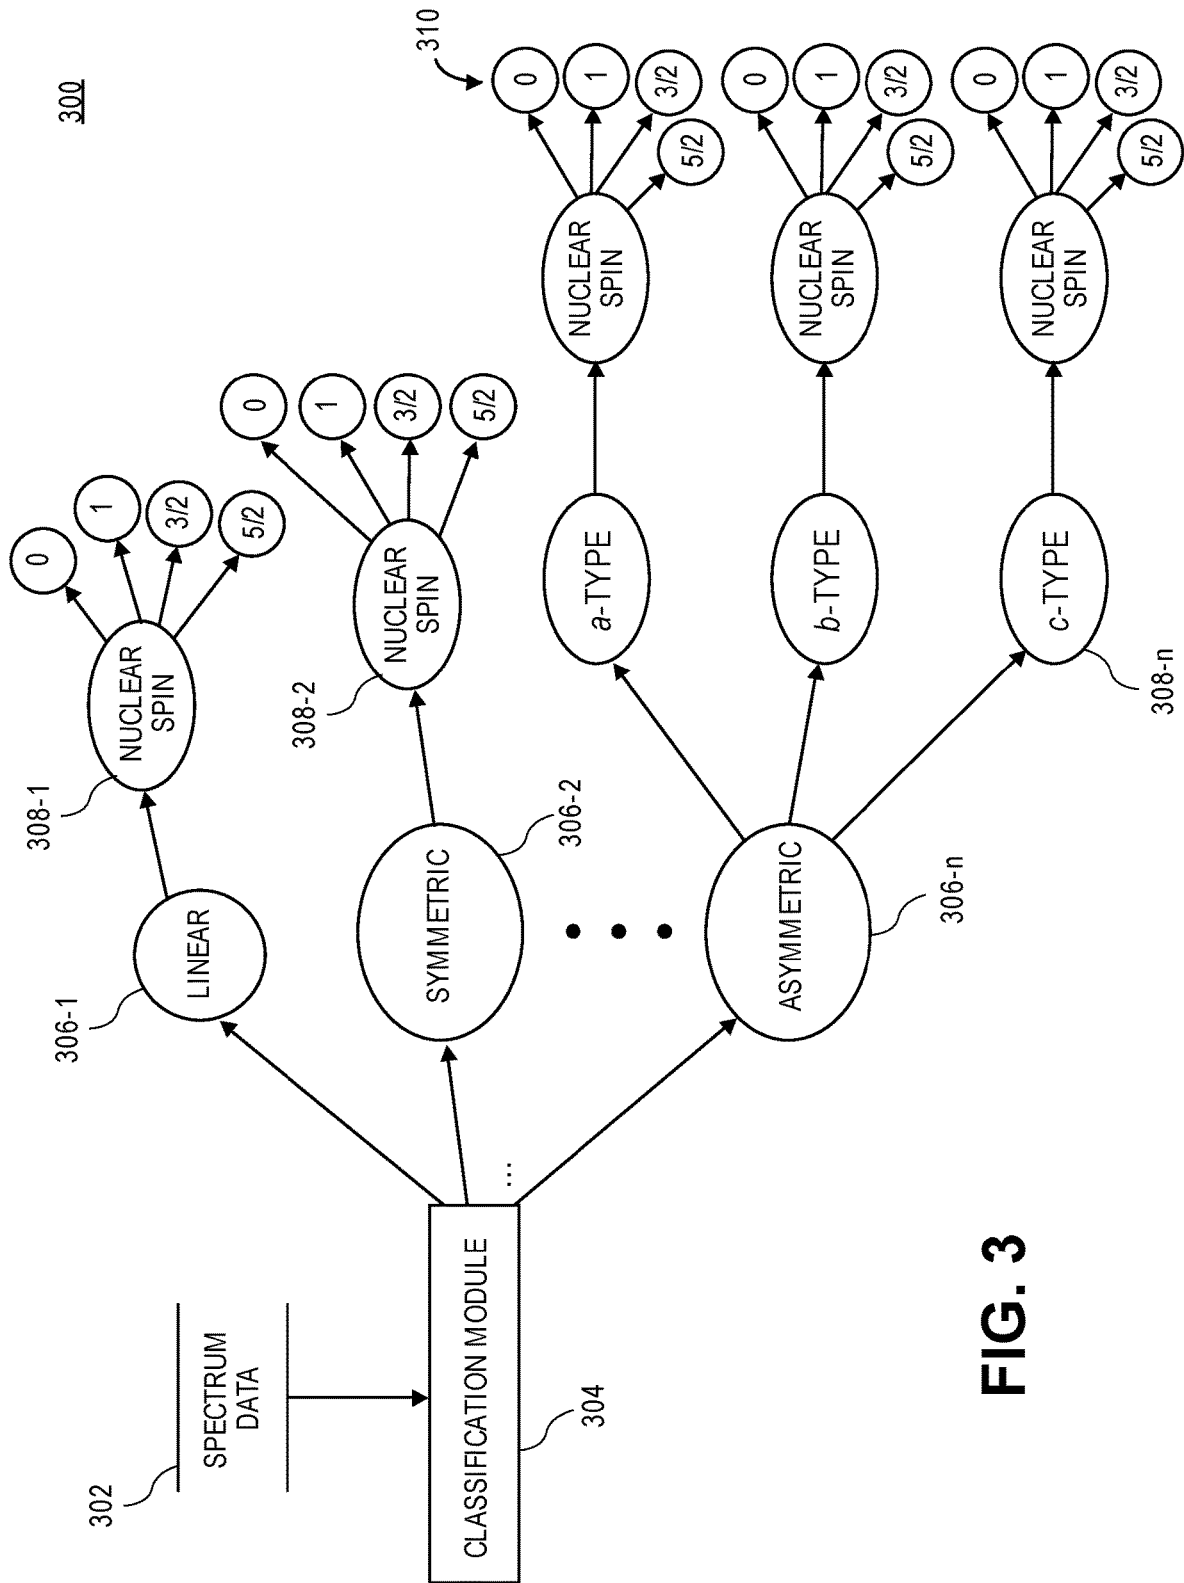 300
302
SPECTRUM
DATA
CLASSIFICATION MODULE
304
...
306-1
LINEAR
308-1
NUCLEAR
SPIN
0
1
3/2
5/2
SYMMETRIC
306-2
308-2
NUCLEAR
SPIN
0
1
3/2
5/2
ASYMMETRIC
306-n
a-TYPE
NUCLEAR
SPIN
310
0
1
3/2
5/2
b-TYPE
NUCLEAR
SPIN
0
1
3/2
5/2
c-TYPE
308-n
NUCLEAR
SPIN
0
1
3/2
5/2
FIG. 3